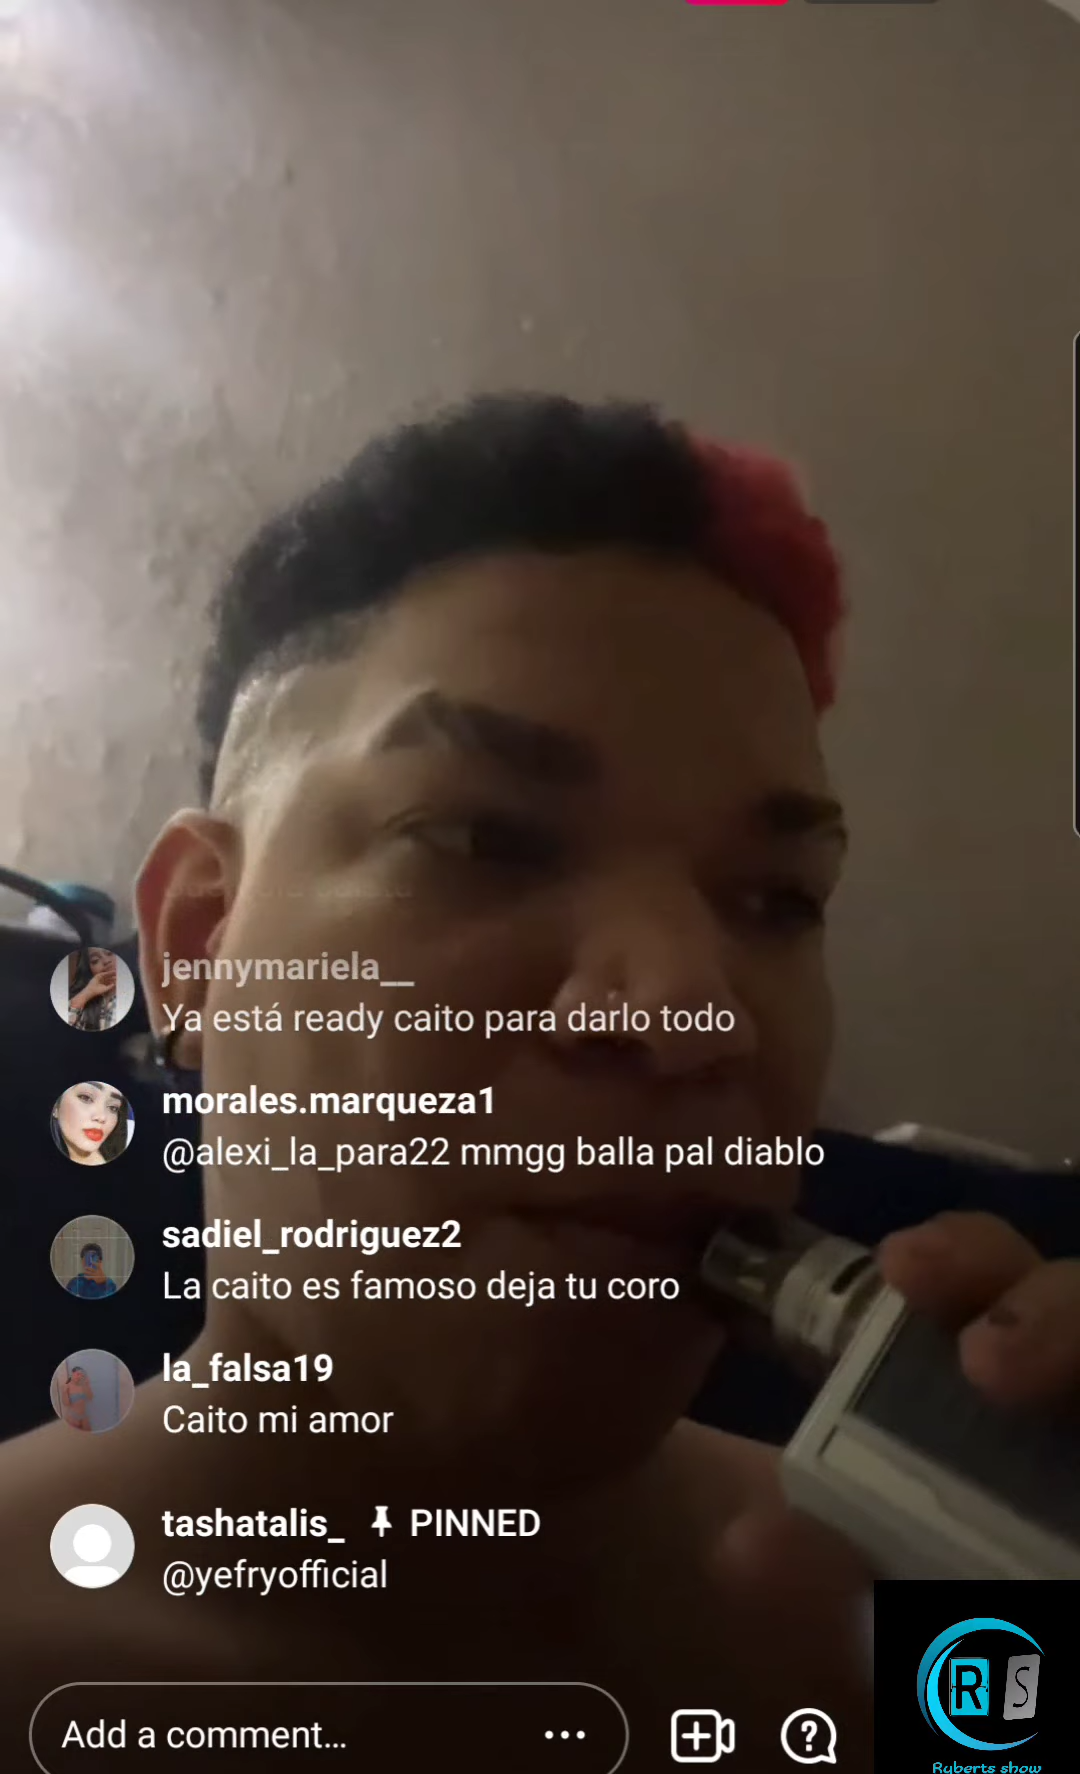 jennymariela__
Ya está ready caito para darlo todo
morales.marqueza1
@alexi_la_para22 mmgg balla pal diablo
sadiel_rodriguez2
La caito es famoso deja tu coro
la_falsa19
Caito mi amor
tashatalis_ PINNED
@yefryofficial
Add a comment...
R S
Ryberts show